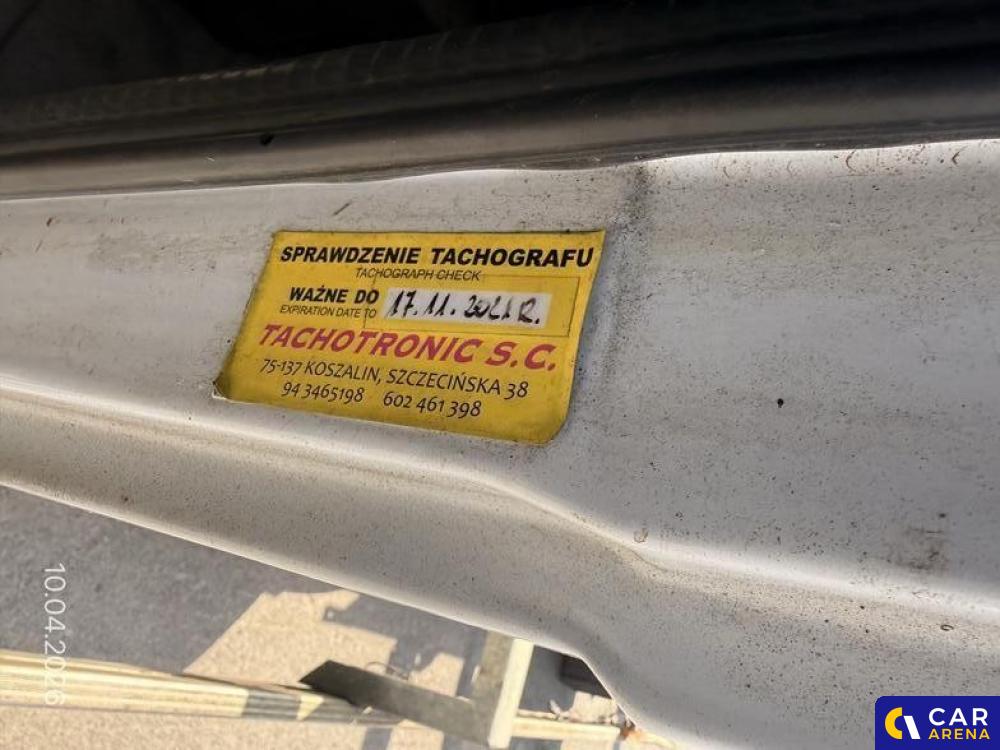 SPRAWDZENIE TACHOGRAFU
TACHOGRAPH CHECK
WAŻNE DO 17.11.2021R.
EXPIRATION DATE TO
TACHOTRONIC S.C.
75-137 KOSZALIN, SZCZECIŃSKA 38
94 3465198 602 461 398
10.04.2026
CAR
ARENA